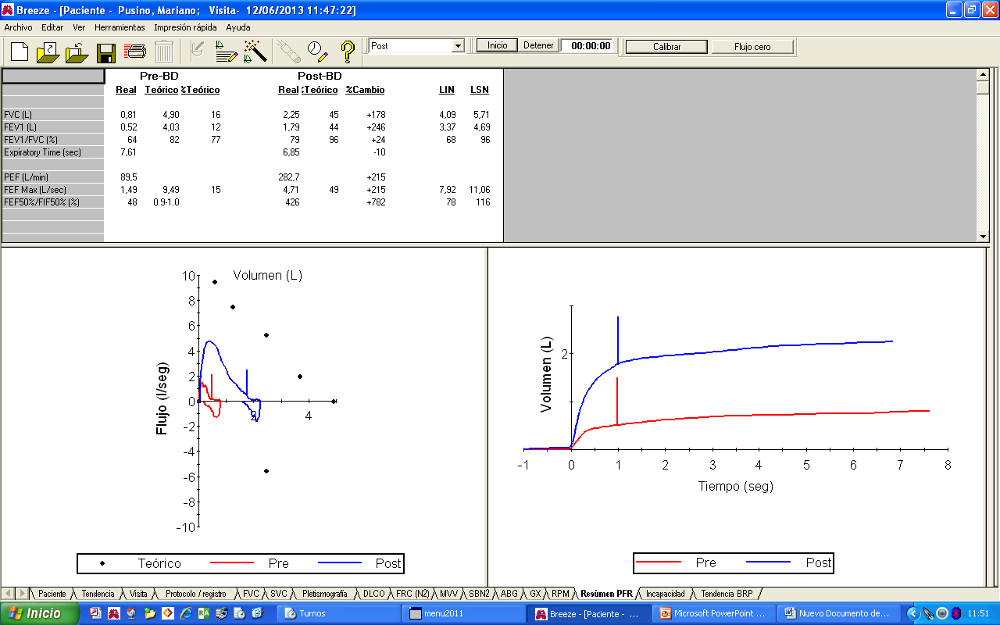 Breeze - [Paciente - Pusino, Mariano; Visita- 12/06/2013 11:47:22]
Archivo Editar Ver Herramientas Impresión rápida Ayuda
Post Inicio Detener 00:00:00 Calibrar Flujo cero
Pre-BD Post-BD
Real Teórico %Teórico Real %Teórico %Cambio LIN LSN
FVC (L) 0,81 4,90 16 2,25 45 +178 4,09 5,71
FEV1 (L) 0,52 4,03 12 1,79 44 +246 3,37 4,69
FEV1/FVC (%) 64 82 77 79 96 +24 68 96
Expiratory Time (sec) 7,61 6,85 -10
PEF (L/min) 89,5 282,7 +215
FEF Max (L/sec) 1,49 9,49 15 4,71 49 +215 7,92 11,06
FEF50%/FIF50% (%) 48 0.9-1.0 426 +782 78 116
Volumen (L)
10
8
6
4
2
0
-2
-4
-6
-8
-10
Flujo (l/seg)
2 4
Teórico Pre Post
Volumen (L)
2
-1 0 1 2 3 4 5 6 7 8
Tiempo (seg)
Pre Post
Paciente Tendencia Visita Protocolo / registro FVC SVC Pletismografía DLCO FRC (N2) MVV SBN2 ABG GX RPM Resúmen PFR Incapacidad Tendencia BRP
Inicio Turnos menu2011 Breeze - [Paciente - ... Microsoft PowerPoint ... Nuevo Documento de... 11:51